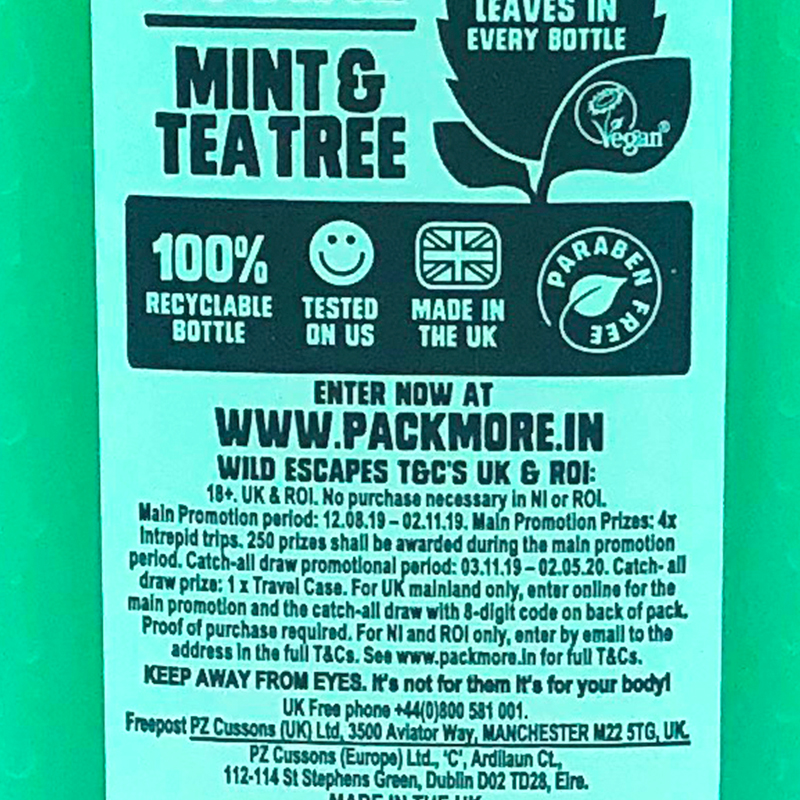 LEAVES IN
EVERY BOTTLE
MINT &
TEA TREE
Vegan®
100%
RECYCLABLE
BOTTLE
TESTED
ON US
MADE IN
THE UK
PARABEN FREE
ENTER NOW AT
WWW.PACKMORE.IN
WILD ESCAPES T&C'S UK & ROI:
18+. UK & ROI. No purchase necessary in NI or ROI.
Main Promotion period: 12.08.19 – 02.11.19. Main Promotion Prizes: 4x
Intrepid trips. 250 prizes shall be awarded during the main promotion
period. Catch-all draw promotional period: 03.11.19 – 02.05.20. Catch- all
draw prize: 1 x Travel Case. For UK mainland only, enter online for the
main promotion and the catch-all draw with 8-digit code on back of pack.
Proof of purchase required. For NI and ROI only, enter by email to the
address in the full T&Cs. See www.packmore.in for full T&Cs.
KEEP AWAY FROM EYES. It's not for them it's for your body!
UK Free phone +44(0)800 581 001.
Freepost PZ Cussons (UK) Ltd, 3500 Aviator Way, MANCHESTER M22 5TG, UK.
PZ Cussons (Europe) Ltd., 'C', Ardilaun Ct.,
112-114 St Stephens Green, Dublin D02 TD28, Eire.
MADE IN THE UK